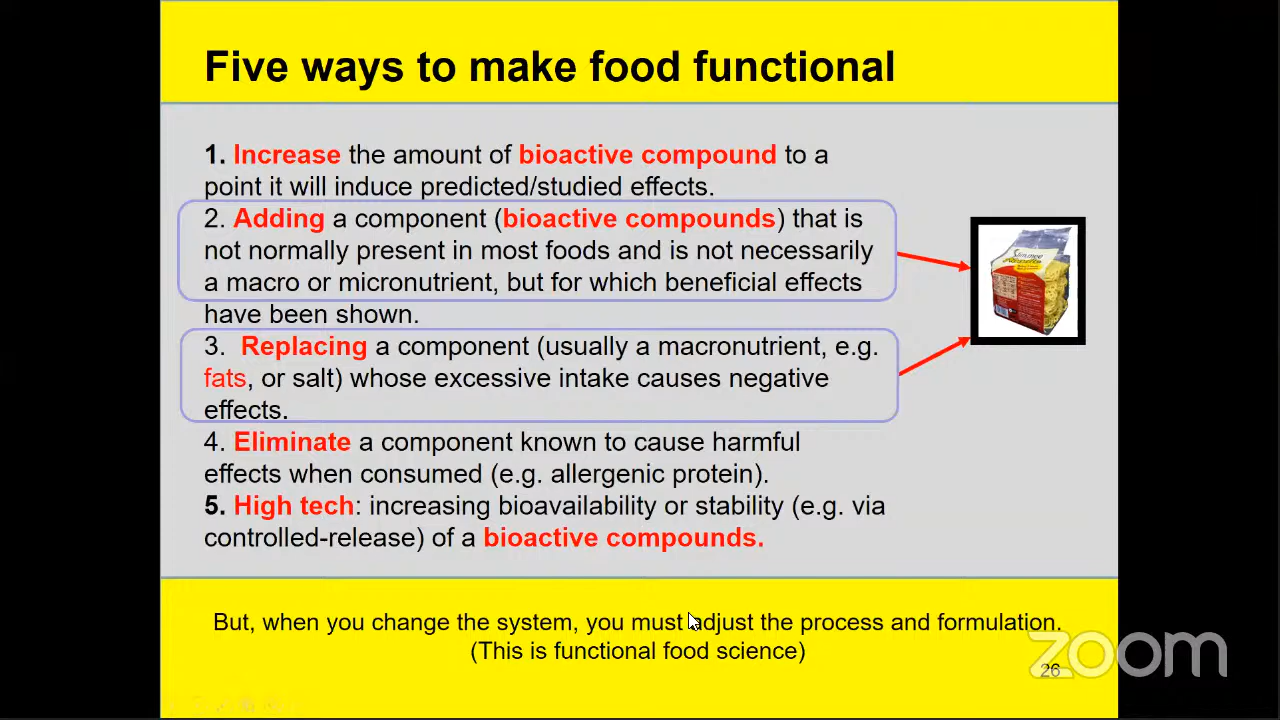 Five ways to make food functional
1. Increase the amount of bioactive compound to a
point it will induce predicted/studied effects.
2. Adding a component (bioactive compounds) that is
not normally present in most foods and is not necessarily
a macro or micronutrient, but for which beneficial effects
have been shown.
3. Replacing a component (usually a macronutrient, e.g.
fats, or salt) whose excessive intake causes negative
effects.
4. Eliminate a component known to cause harmful
effects when consumed (e.g. allergenic protein).
5. High tech: increasing bioavailability or stability (e.g. via
controlled-release) of a bioactive compounds.
But, when you change the system, you must adjust the process and formulation.
(This is functional food science)
zoom
26